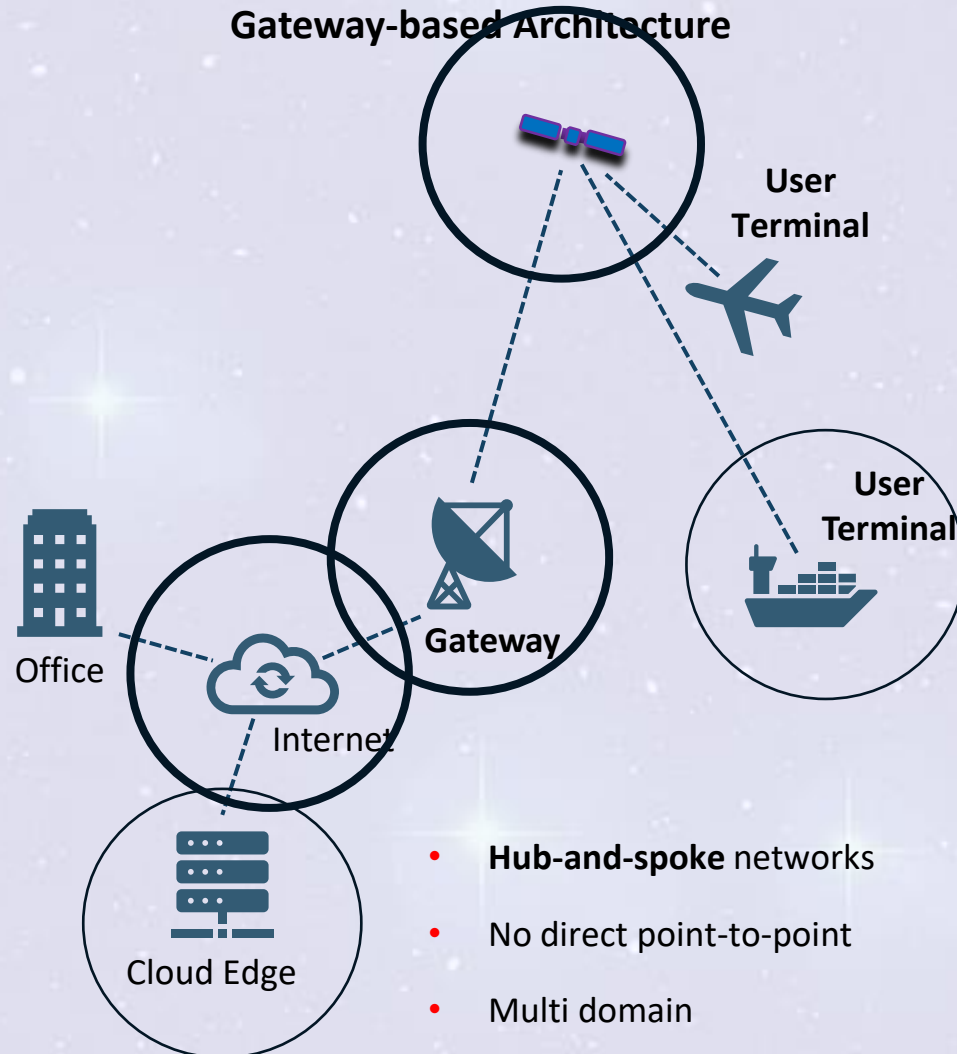 Gateway-based Architecture
User
Terminal
User
Terminal
Gateway
Office
Internet
Cloud Edge
• Hub-and-spoke networks
• No direct point-to-point
• Multi domain